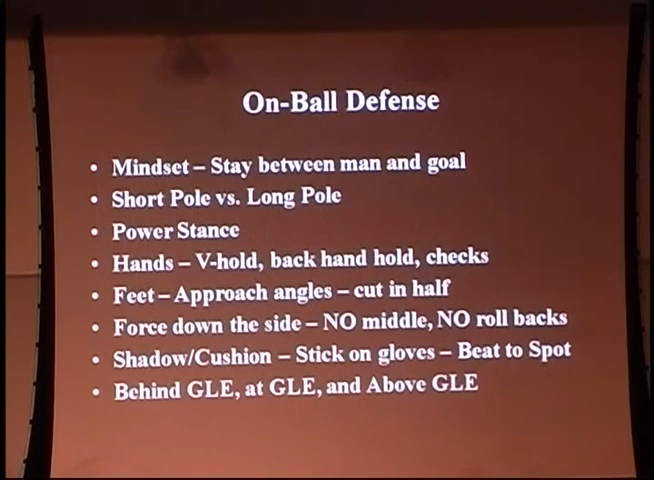 On-Ball Defense
• Mindset – Stay between man and goal
• Short Pole vs. Long Pole
• Power Stance
• Hands – V-hold, back hand hold, checks
• Feet – Approach angles – cut in half
• Force down the side – NO middle, NO roll backs
• Shadow/Cushion – Stick on gloves – Beat to Spot
• Behind GLE, at GLE, and Above GLE